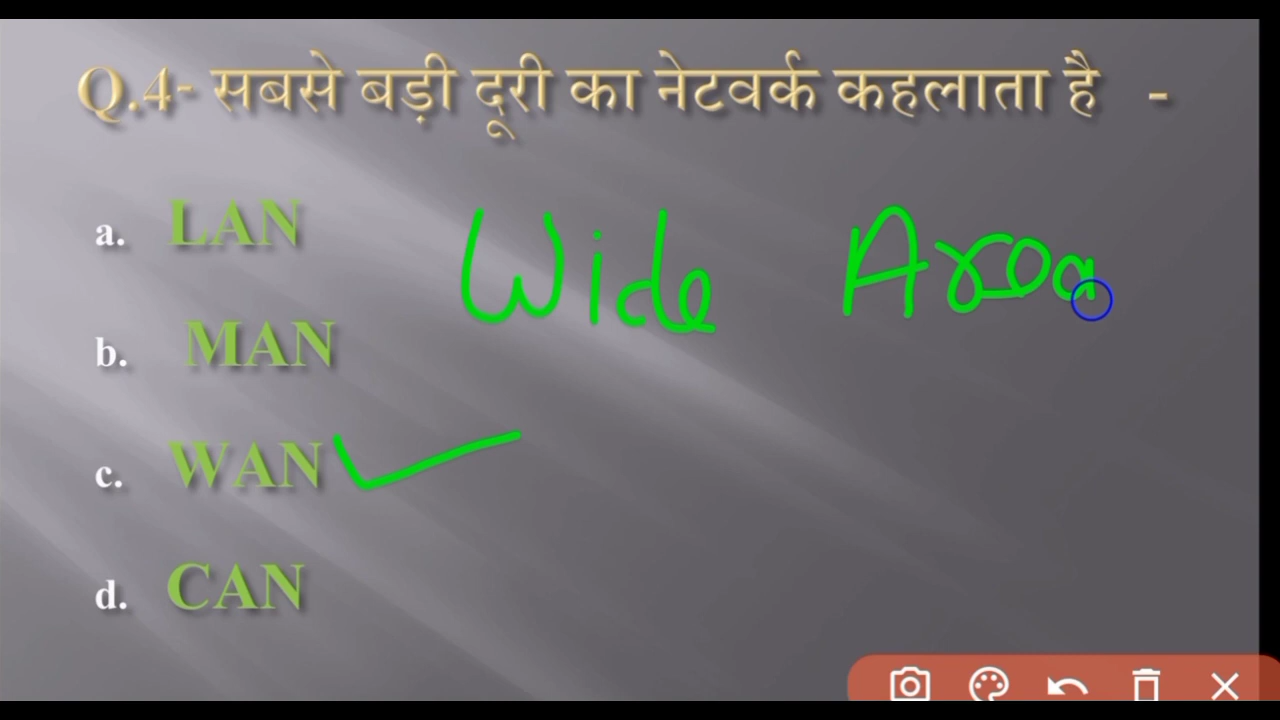 Q.4- सबसे बड़ी दूरी का नेटवर्क कहलाता है -
a. LAN
Wide Area
b. MAN
c. WAN
d. CAN